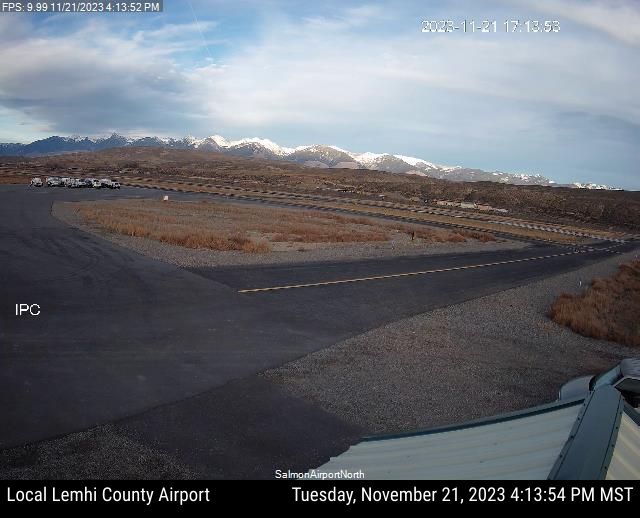 FPS: 9.99 11/21/2023 4:13:52 PM
2023-11-21 17:13:53
IPC
SalmonAirportNorth
Local Lemhi County Airport
Tuesday, November 21, 2023 4:13:54 PM MST